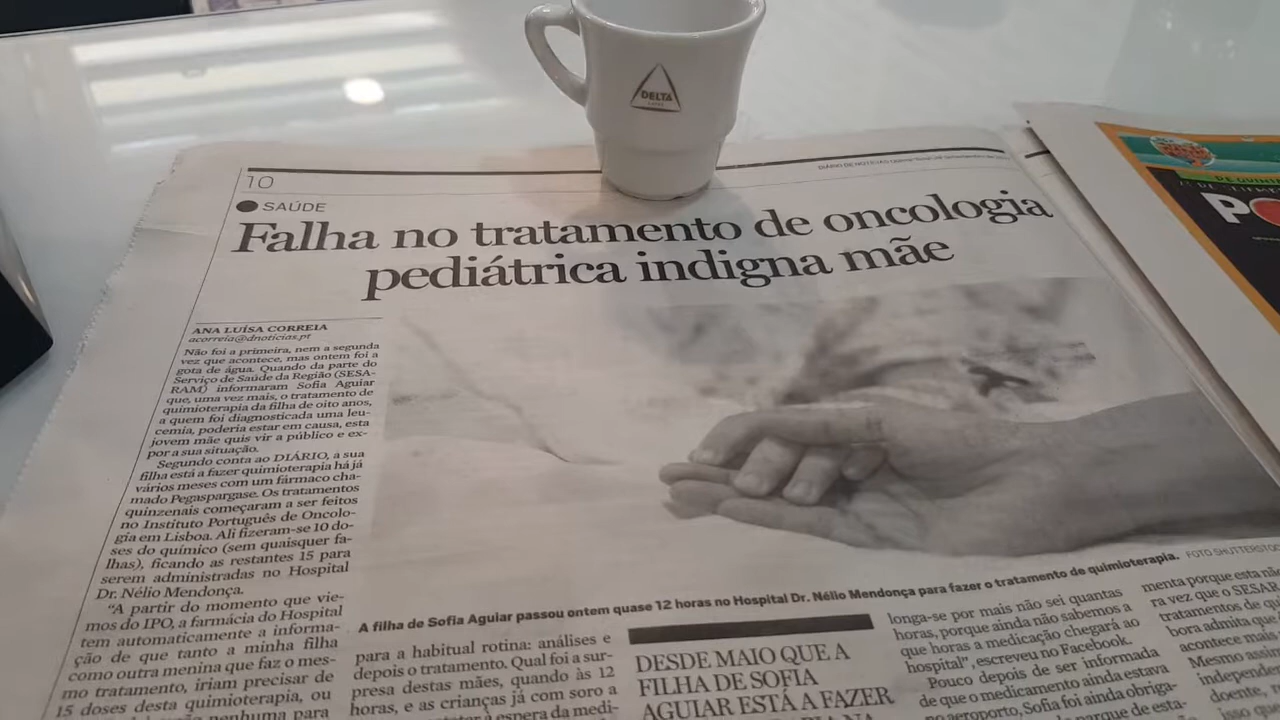 DELTA
10
SAÚDE
Falha no tratamento de oncologia
pediátrica indigna mãe
ANA LUÍSA CORREIA
acorreia@dnoticias.pt
Não foi a primeira, nem a segunda
vez que acontece, mas ontem foi a
gota de água. Quando da parte do
Serviço de Saúde da Região (SESA-
RAM) informaram Sofia Aguiar
que, uma vez mais, o tratamento de
quimioterapia da filha de oito anos,
a quem foi diagnosticada uma leu-
cemia, poderia estar em causa, esta
jovem mãe quis vir a público e ex-
por a sua situação.
Segundo conta ao DIÁRIO, a sua
filha está a fazer quimioterapia há já
vários meses com um fármaco cha-
mado Pegaspargase. Os tratamentos
quinzenais começaram a ser feitos
no Instituto Português de Oncolo-
gia em Lisboa. Ali fizeram-se 10 do-
ses do químico (sem quaisquer fa-
lhas), ficando as restantes 15 para
serem administradas no Hospital
Dr. Nélio Mendonça.
“A partir do momento que vie-
mos do IPO, a farmácia do Hospital
tem automaticamente a informa-
ção de que tanto a minha filha
como outra menina que faz o mes-
mo tratamento, iriam precisar de
15 doses desta quimioterapia, ou
nenhuma para
FOTO SHUTTERSTOC
A filha de Sofia Aguiar passou ontem quase 12 horas no Hospital Dr. Nélio Mendonça para fazer o tratamento de quimioterapia.
para a habitual rotina: análises e
depois o tratamento. Qual foi a sur-
presa destas mães, quando às 12
horas, e as crianças já com soro a
espera da medi-
DESDE MAIO QUE A
FILHA DE SOFIA
AGUIAR ESTÁ A FAZER
longa-se por mais não sei quantas
horas, porque ainda não sabemos a
que horas a medicação chegará ao
hospital”, escreveu no Facebook.
Pouco depois de ser informada
de que o medicamento ainda estava
no aeroporto, Sofia foi ainda obriga-
menta porque esta não
ra vez que o SESAR
tratamentos de qu
bora admita que
acontece mais
Mesmo assim
independen
doente,
isso que